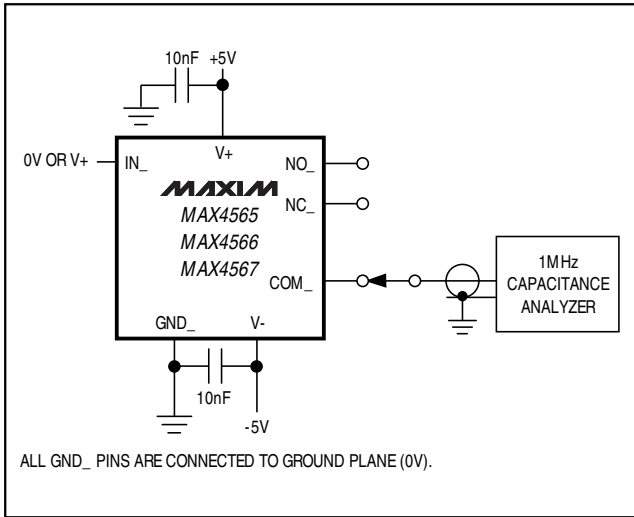 10nF
+5V
V+
0V OR V+
IN_
NO_
MAXIM
NC_
MAX4565
MAX4566
MAX4567
COM_
1MHz
CAPACITANCE
ANALYZER
GND_
V-
10nF
-5V
ALL GND_ PINS ARE CONNECTED TO GROUND PLANE (0V).